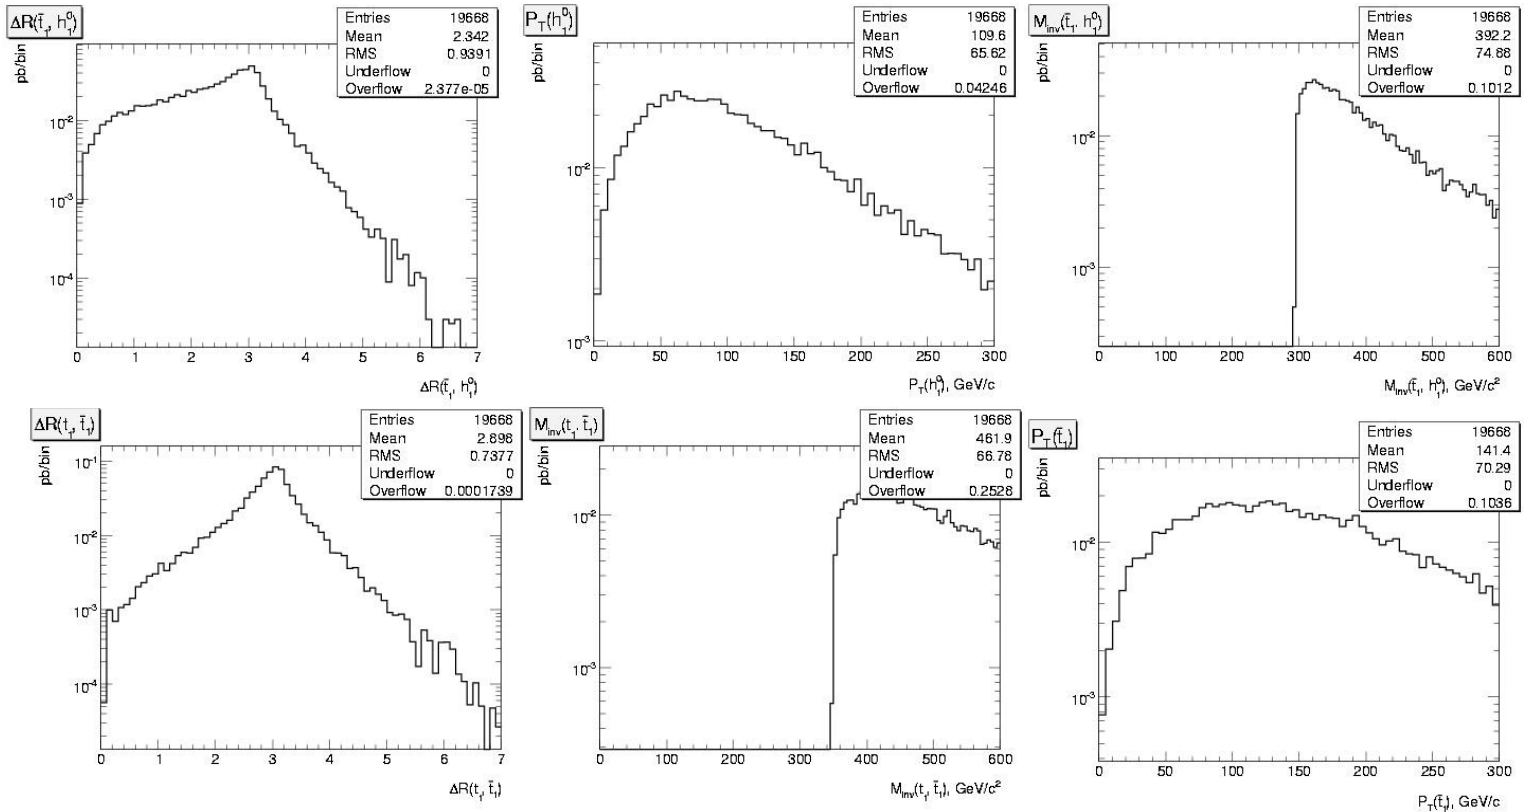 ΔR(t̄₁, h₁⁰)
Entries 19668
Mean 2.342
RMS 0.9391
Underflow 0
Overflow 2.377e-05
pb/bin
10⁻²
10⁻³
10⁻⁴
0 1 2 3 4 5 6 7
ΔR(t̄₁, h₁⁰)
P_T(h₁⁰)
Entries 19668
Mean 109.6
RMS 65.62
Underflow 0
Overflow 0.04246
pb/bin
10⁻²
10⁻³
0 50 100 150 200 250 300
P_T(h₁⁰), GeV/c
M_inv(t̄₁, h₁⁰)
Entries 19668
Mean 392.2
RMS 74.88
Underflow 0
Overflow 0.1012
pb/bin
10⁻²
10⁻³
0 100 200 300 400 500 600
M_inv(t̄₁, h₁⁰), GeV/c²
ΔR(t₁, t̄₁)
Entries 19668
Mean 2.898
RMS 0.7377
Underflow 0
Overflow 0.0001739
pb/bin
10⁻¹
10⁻²
10⁻³
10⁻⁴
0 1 2 3 4 5 6 7
ΔR(t₁, t̄₁)
M_inv(t₁, t̄₁)
Entries 19668
Mean 461.9
RMS 66.78
Underflow 0
Overflow 0.2528
pb/bin
10⁻²
10⁻³
0 100 200 300 400 500 600
M_inv(t₁, t̄₁), GeV/c²
P_T(t̄₁)
Entries 19668
Mean 141.4
RMS 70.29
Underflow 0
Overflow 0.1036
pb/bin
10⁻²
10⁻³
0 50 100 150 200 250 300
P_T(t̄₁), GeV/c